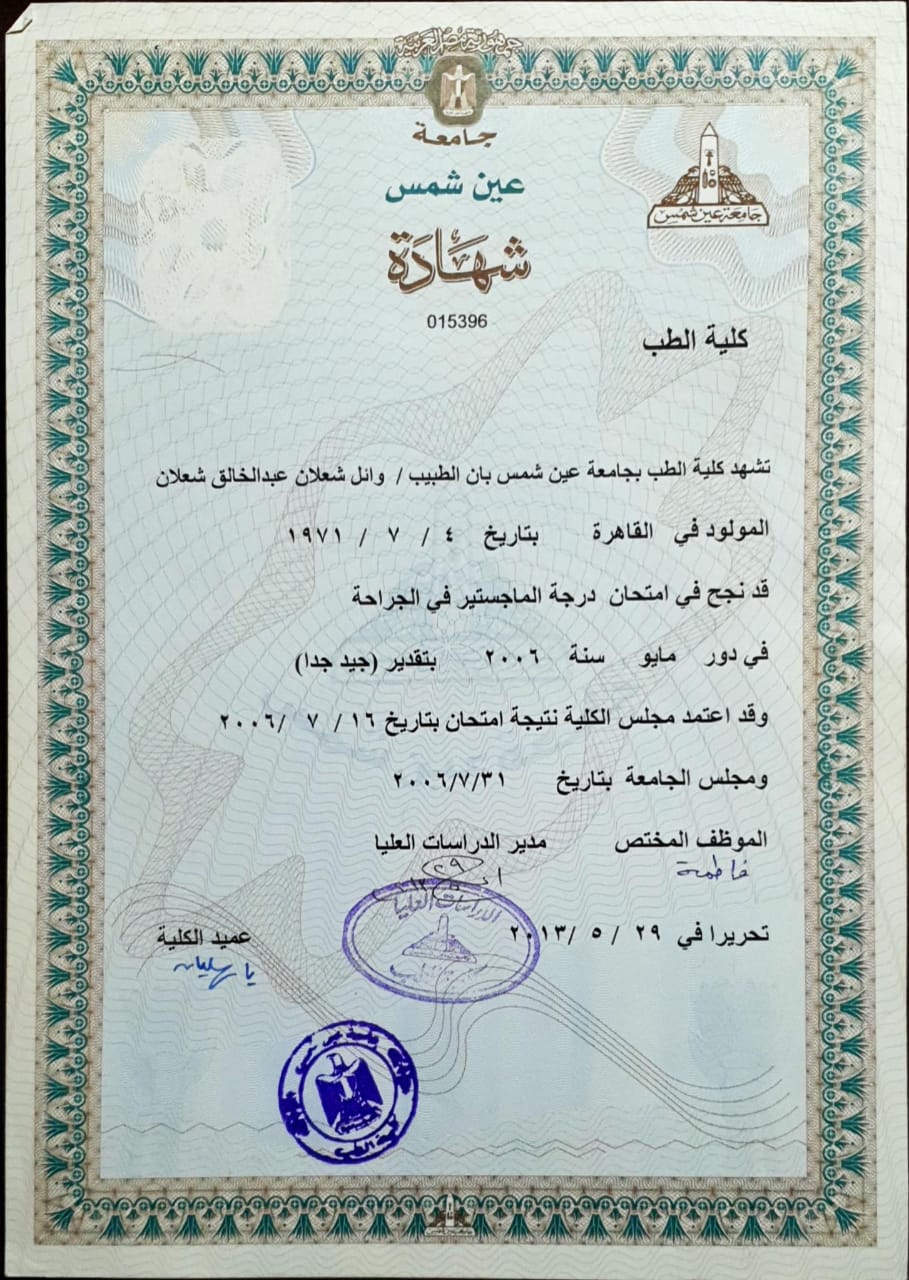 جمهورية مصر العربية
جامعة
عين شمس
جامعة عين شمس
شهادة
015396
كلية الطب
تشهد كلية الطب بجامعة عين شمس بان الطبيب / وائل شعلان عبدالخالق شعلان
المولود في القاهرة بتاريخ ٤ / ٧ / ١٩٧١
قد نجح في امتحان درجة الماجستير في الجراحة
في دور مايو سنة ٢٠٠٦ بتقدير (جيد جدا)
وقد اعتمد مجلس الكلية نتيجة امتحان بتاريخ ١٦ / ٧ /٢٠٠٦
ومجلس الجامعة بتاريخ ٢٠٠٦/٧/٣١
الموظف المختص مدير الدراسات العليا
فاطمة
٢٩
الدراسات العليا
تحريرا في ٢٩ / ٥ /٢٠١٣
عميد الكلية
كلية الطب